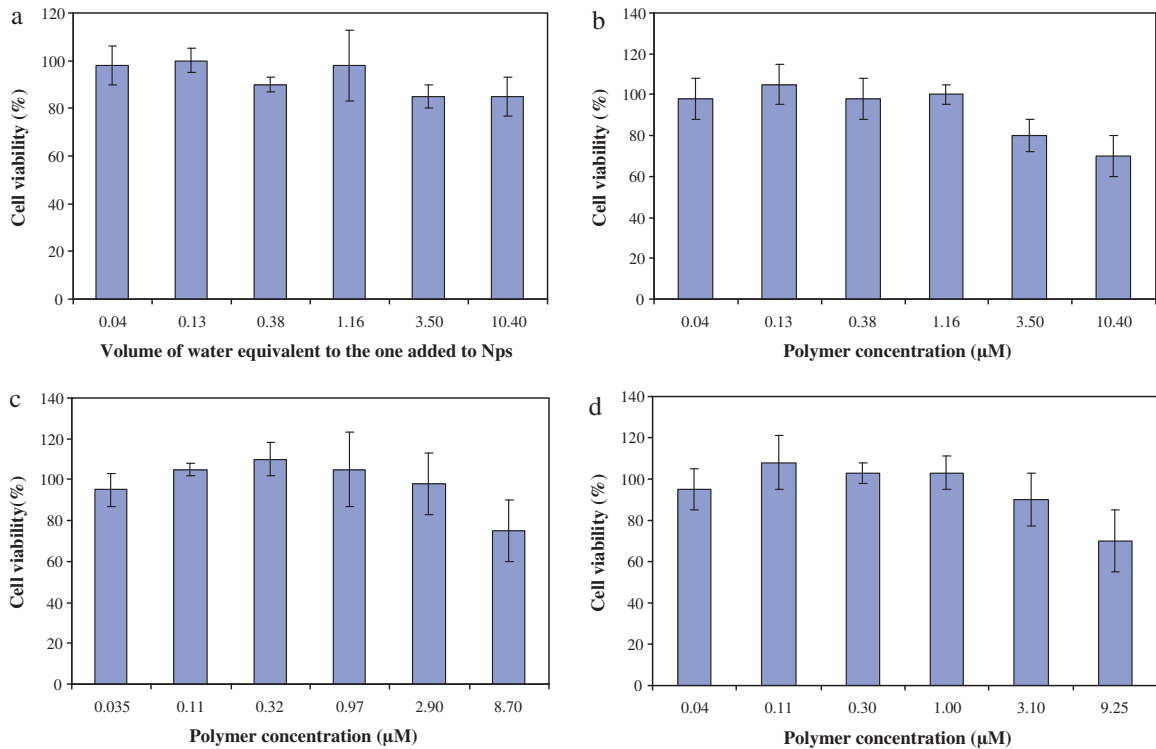 a
Cell viability (%)
120
100
80
60
40
20
0
0.04 0.13 0.38 1.16 3.50 10.40
Volume of water equivalent to the one added to Nps
b
Cell viability (%)
140
120
100
80
60
40
20
0
0.04 0.13 0.38 1.16 3.50 10.40
Polymer concentration (µM)
c
Cell viability(%)
140
120
100
80
60
40
20
0
0.035 0.11 0.32 0.97 2.90 8.70
Polymer concentration (µM)
d
Cell viability (%)
140
120
100
80
60
40
20
0
0.04 0.11 0.30 1.00 3.10 9.25
Polymer concentration (µM)